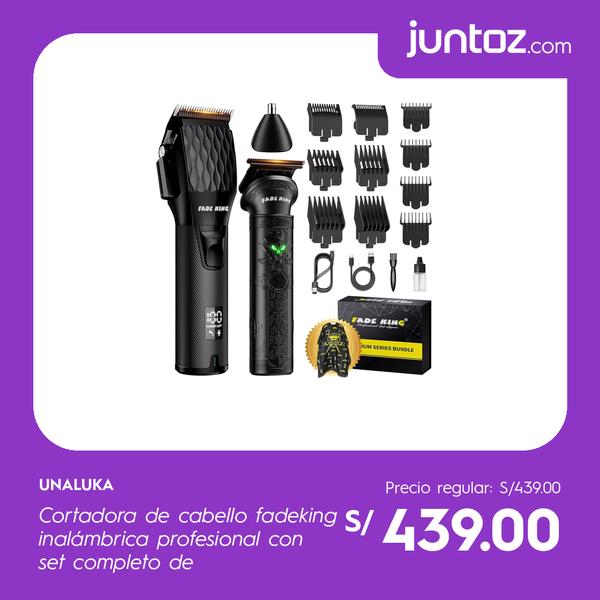 juntoz.com
FADE KING
FADE KING
100
FADE KING
UM SERIES BUNDLE
UNALUKA
Precio regular: S/439.00
Cortadora de cabello fadeking
inalámbrica profesional con
set completo de
S/ 439.00